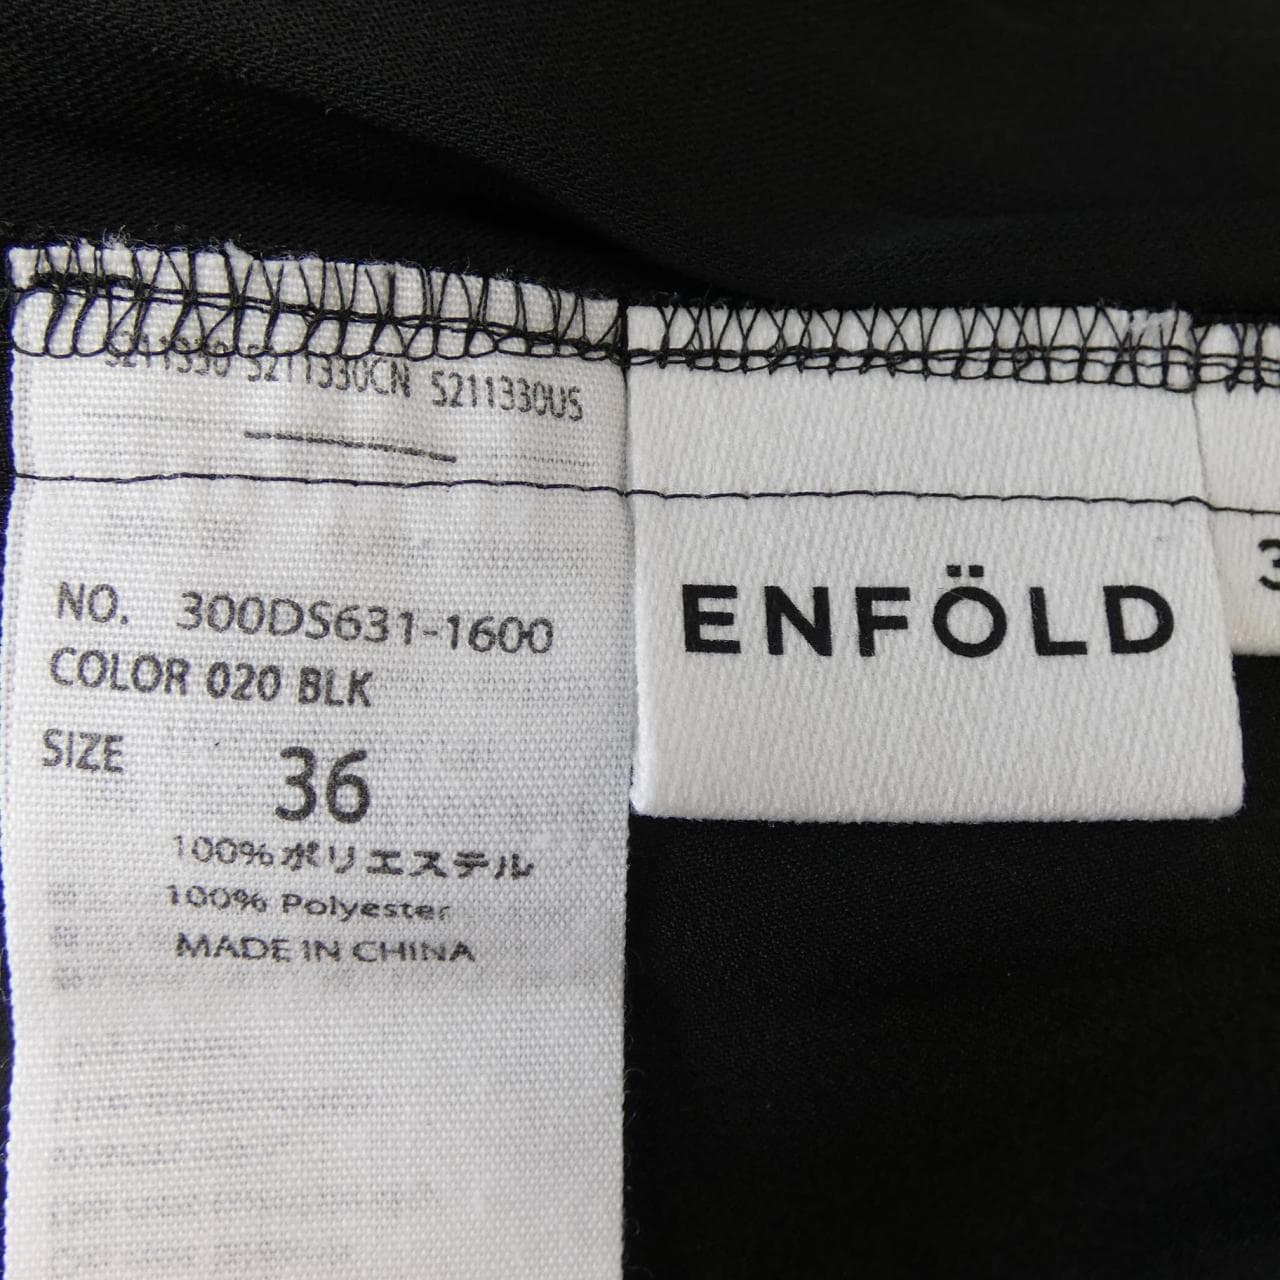 S211330 S211330CN S211330US
NO. 300DS631-1600
COLOR 020 BLK
SIZE 36
100%ポリエステル
100% Polyester
MADE IN CHINA
ENFÖLD
3